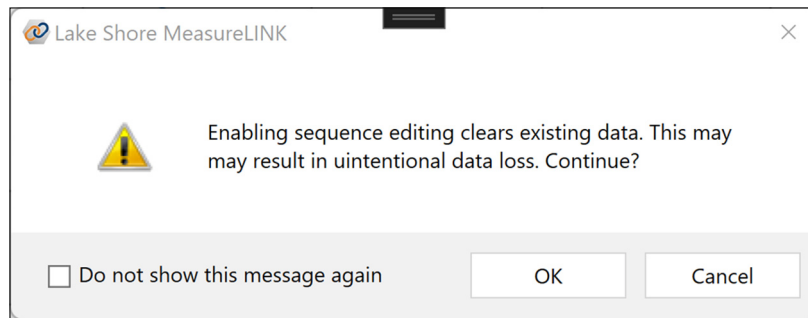 Lake Shore MeasureLINK
Enabling sequence editing clears existing data. This may
may result in uintentional data loss. Continue?
Do not show this message again
OK
Cancel